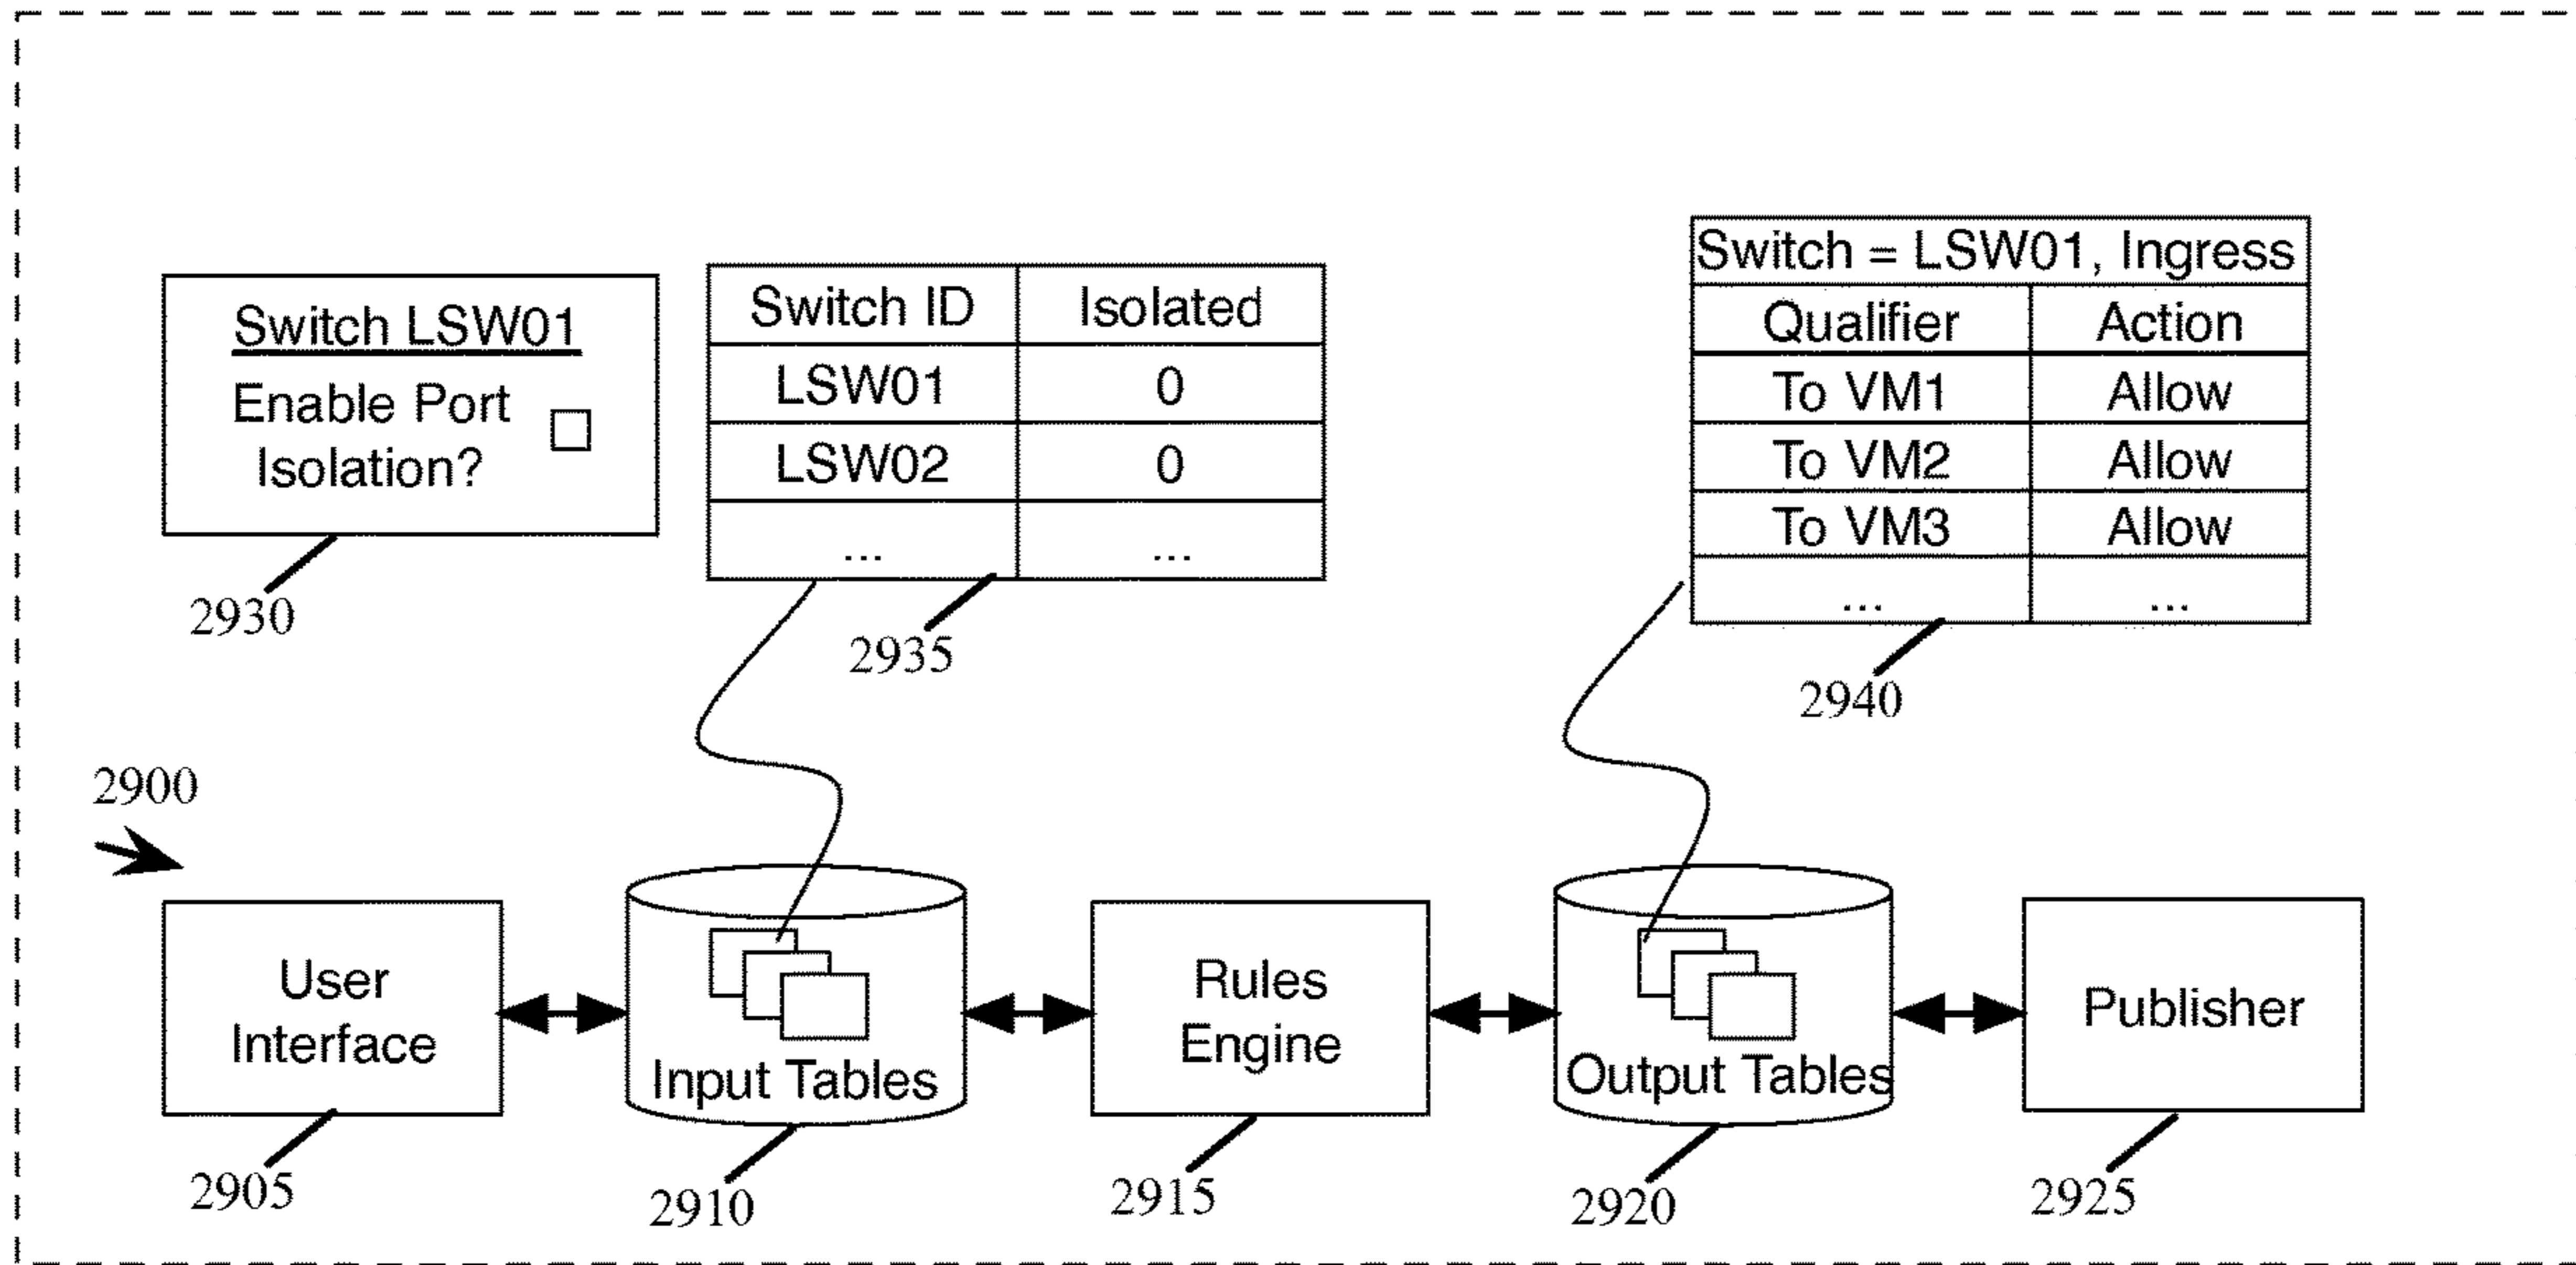 Switch LSW01
Enable Port
Isolation?
2930
Switch ID Isolated
LSW01 0
LSW02 0
... ...
2935
Switch = LSW01, Ingress
Qualifier Action
To VM1 Allow
To VM2 Allow
To VM3 Allow
... ...
2940
2900
User
Interface
2905
Input Tables
2910
Rules
Engine
2915
Output Tables
2920
Publisher
2925